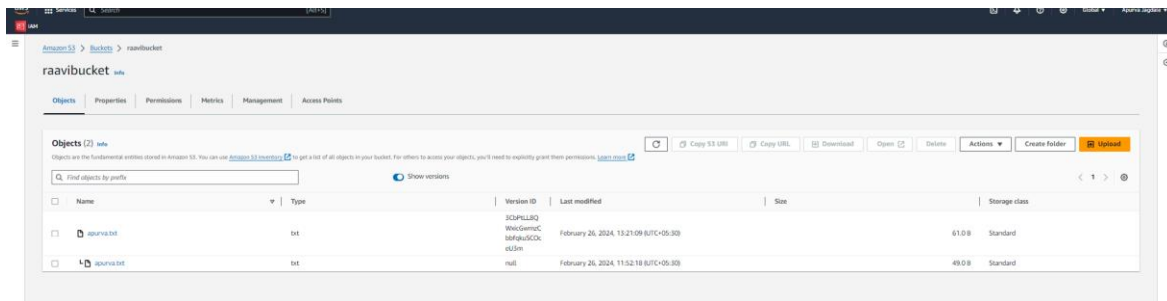 Services Search [Alt+S] Global ▼ Apurva Jagdale ▼
IAM
Amazon S3 > Buckets > raavibucket
raavibucket Info
Objects Properties Permissions Metrics Management Access Points
Objects (2) Info
Copy S3 URI Copy URL Download Open Delete Actions ▼ Create folder Upload
Objects are the fundamental entities stored in Amazon S3. You can use Amazon S3 inventory to get a list of all objects in your bucket. For others to access your objects, you'll need to explicitly grant them permissions. Learn more
Find objects by prefix Show versions < 1 >
Name Type Version ID Last modified Size Storage class
apurva.txt txt February 26, 2024, 13:21:09 (UTC+05:30) 61.0 B Standard
apurva.txt txt null February 26, 2024, 11:52:18 (UTC+05:30) 49.0 B Standard